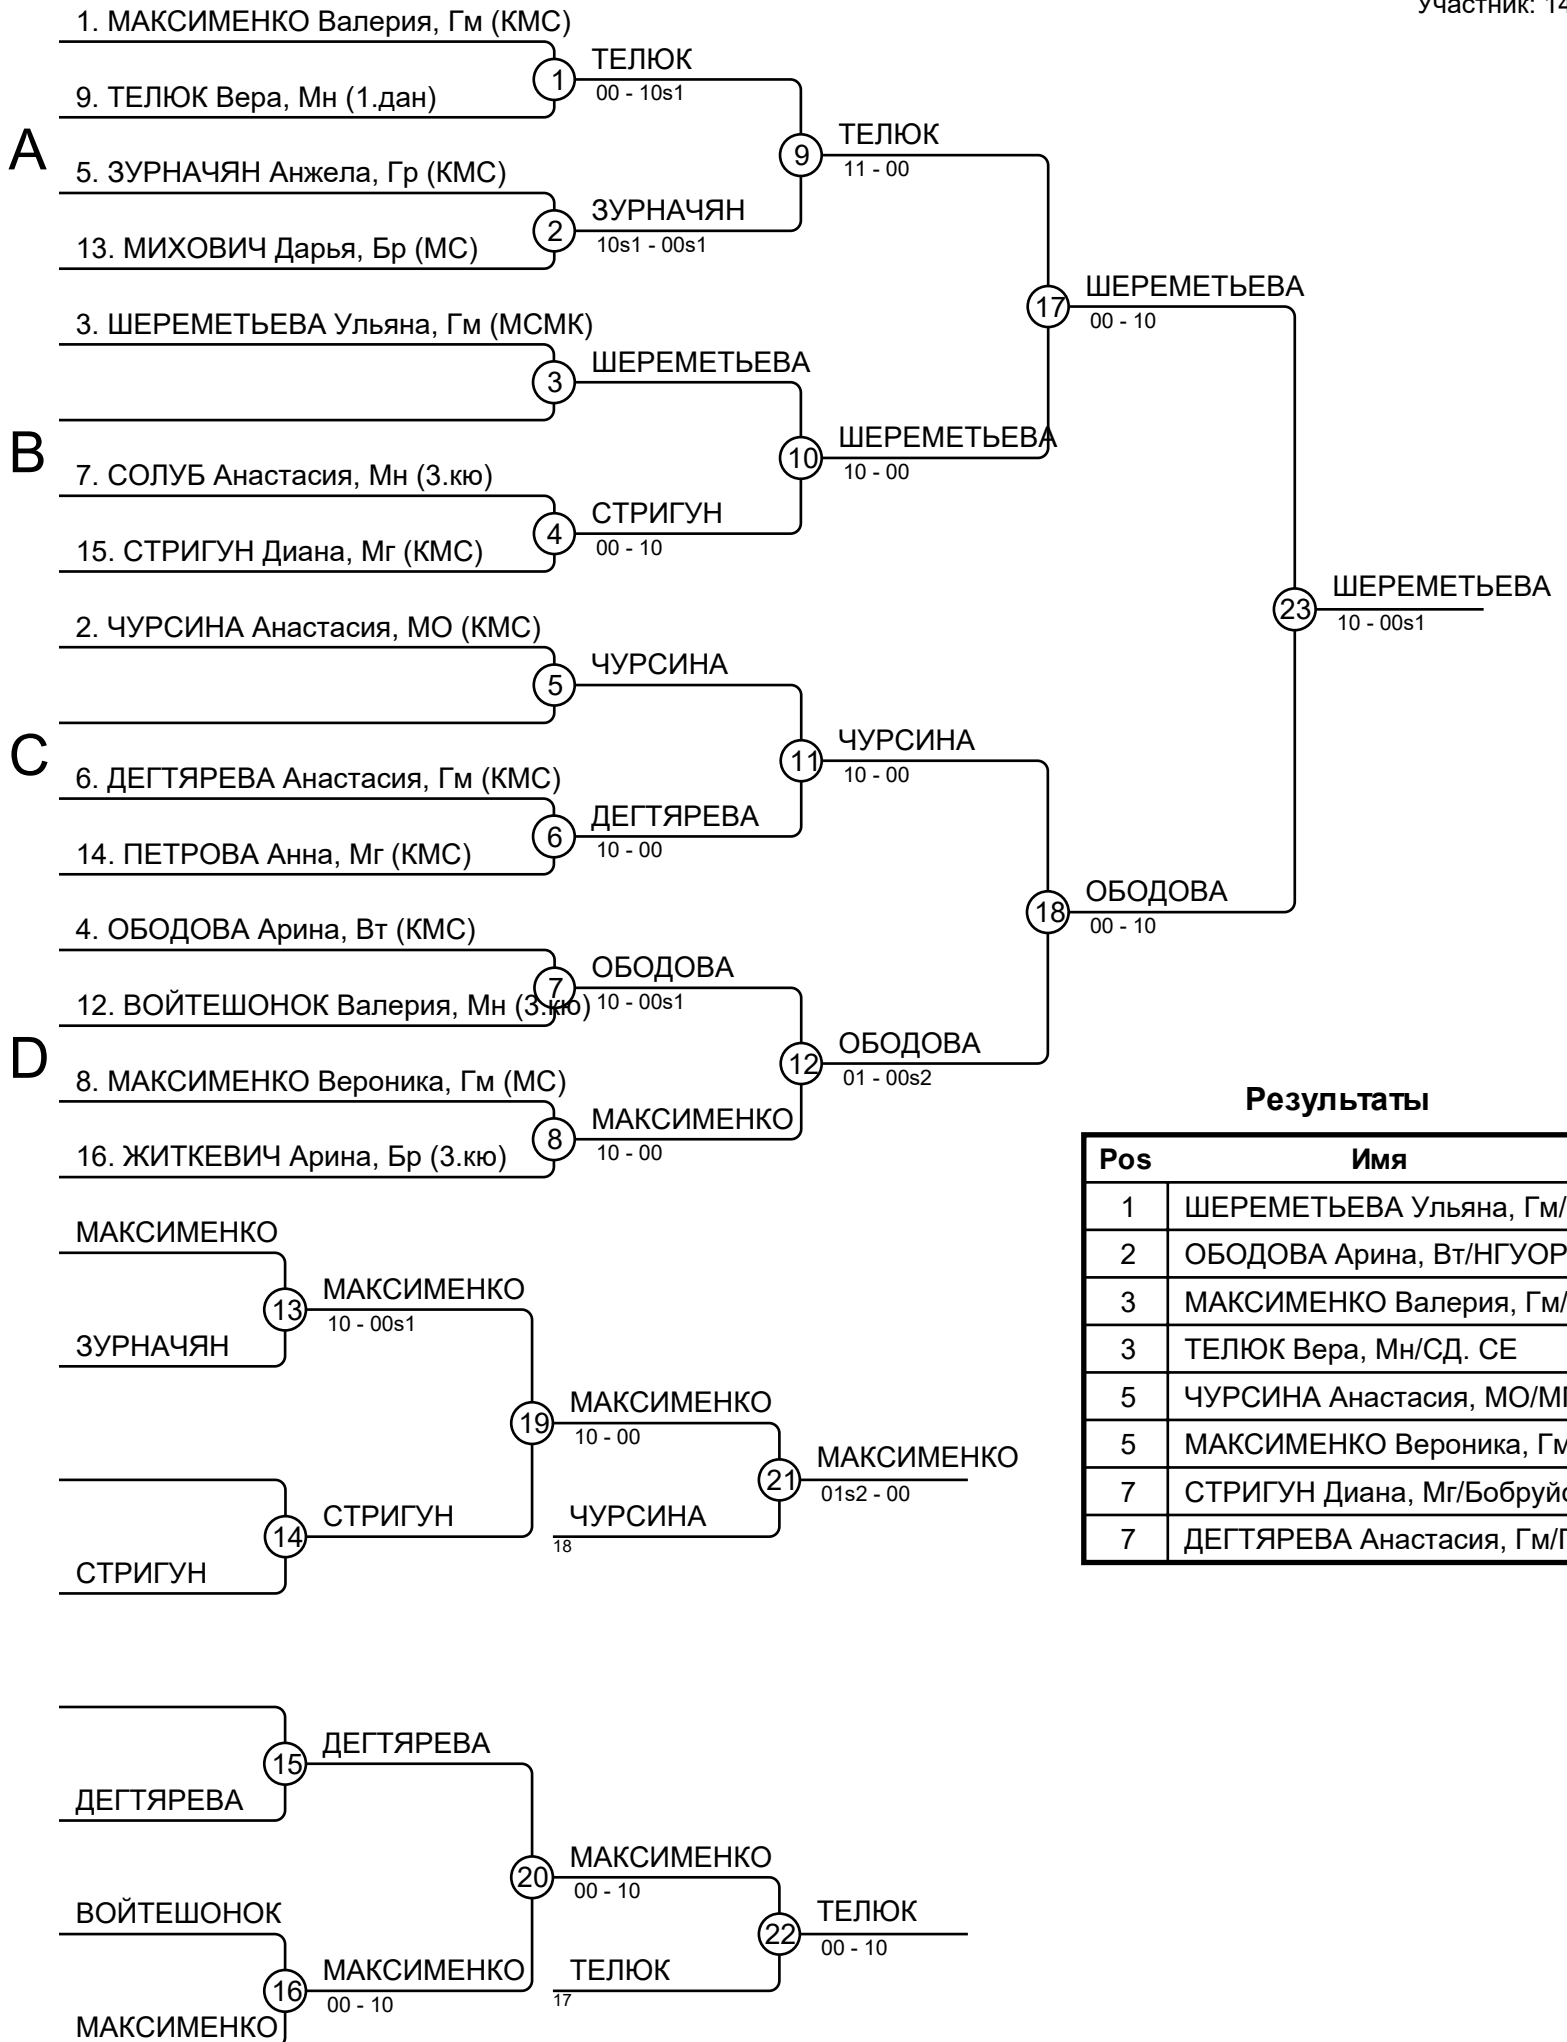 Участник: 14
1. МАКСИМЕНКО Валерия, Гм (КМС)
ТЕЛЮК
1
00 - 10s1
9. ТЕЛЮК Вера, Мн (1.дан)
A
ТЕЛЮК
9
11 - 00
5. ЗУРНАЧЯН Анжела, Гр (КМС)
ЗУРНАЧЯН
2
10s1 - 00s1
13. МИХОВИЧ Дарья, Бр (МС)
ШЕРЕМЕТЬЕВА
17
00 - 10
3. ШЕРЕМЕТЬЕВА Ульяна, Гм (МСМК)
ШЕРЕМЕТЬЕВА
3
B
ШЕРЕМЕТЬЕВА
10
10 - 00
7. СОЛУБ Анастасия, Мн (3.кю)
СТРИГУН
4
00 - 10
15. СТРИГУН Диана, Мг (КМС)
ШЕРЕМЕТЬЕВА
23
10 - 00s1
2. ЧУРСИНА Анастасия, МО (КМС)
ЧУРСИНА
5
C
ЧУРСИНА
11
10 - 00
6. ДЕГТЯРЕВА Анастасия, Гм (КМС)
ДЕГТЯРЕВА
6
10 - 00
14. ПЕТРОВА Анна, Мг (КМС)
ОБОДОВА
18
00 - 10
4. ОБОДОВА Арина, Вт (КМС)
ОБОДОВА
7
10 - 00s1
12. ВОЙТЕШОНОК Валерия, Мн (3.кю)
D
ОБОДОВА
12
01 - 00s2
8. МАКСИМЕНКО Вероника, Гм (МС)
МАКСИМЕНКО
8
10 - 00
16. ЖИТКЕВИЧ Арина, Бр (3.кю)
Результаты
Pos Имя
1 ШЕРЕМЕТЬЕВА Ульяна, Гм/
2 ОБОДОВА Арина, Вт/НГУОР
3 МАКСИМЕНКО Валерия, Гм/
3 ТЕЛЮК Вера, Мн/СД. СЕ
5 ЧУРСИНА Анастасия, МО/
5 МАКСИМЕНКО Вероника, Гм
7 СТРИГУН Диана, Мг/Бобруйс
7 ДЕГТЯРЕВА Анастасия, Гм/
МАКСИМЕНКО
МАКСИМЕНКО
13
10 - 00s1
ЗУРНАЧЯН
МАКСИМЕНКО
19
10 - 00
МАКСИМЕНКО
21
01s2 - 00
СТРИГУН
14
ЧУРСИНА
18
СТРИГУН
ДЕГТЯРЕВА
15
ДЕГТЯРЕВА
МАКСИМЕНКО
20
00 - 10
ВОЙТЕШОНОК
ТЕЛЮК
22
00 - 10
МАКСИМЕНКО
16
00 - 10
ТЕЛЮК
17
МАКСИМЕНКО